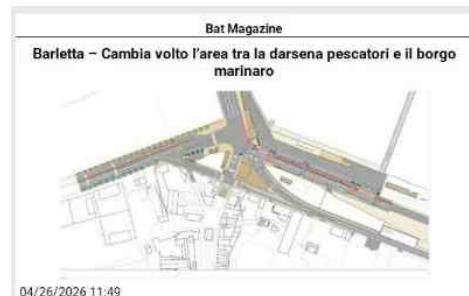 Bat Magazine
Barletta – Cambia volto l’area tra la darsena pescatori e il borgo
marinaro
04/26/2026 11:49